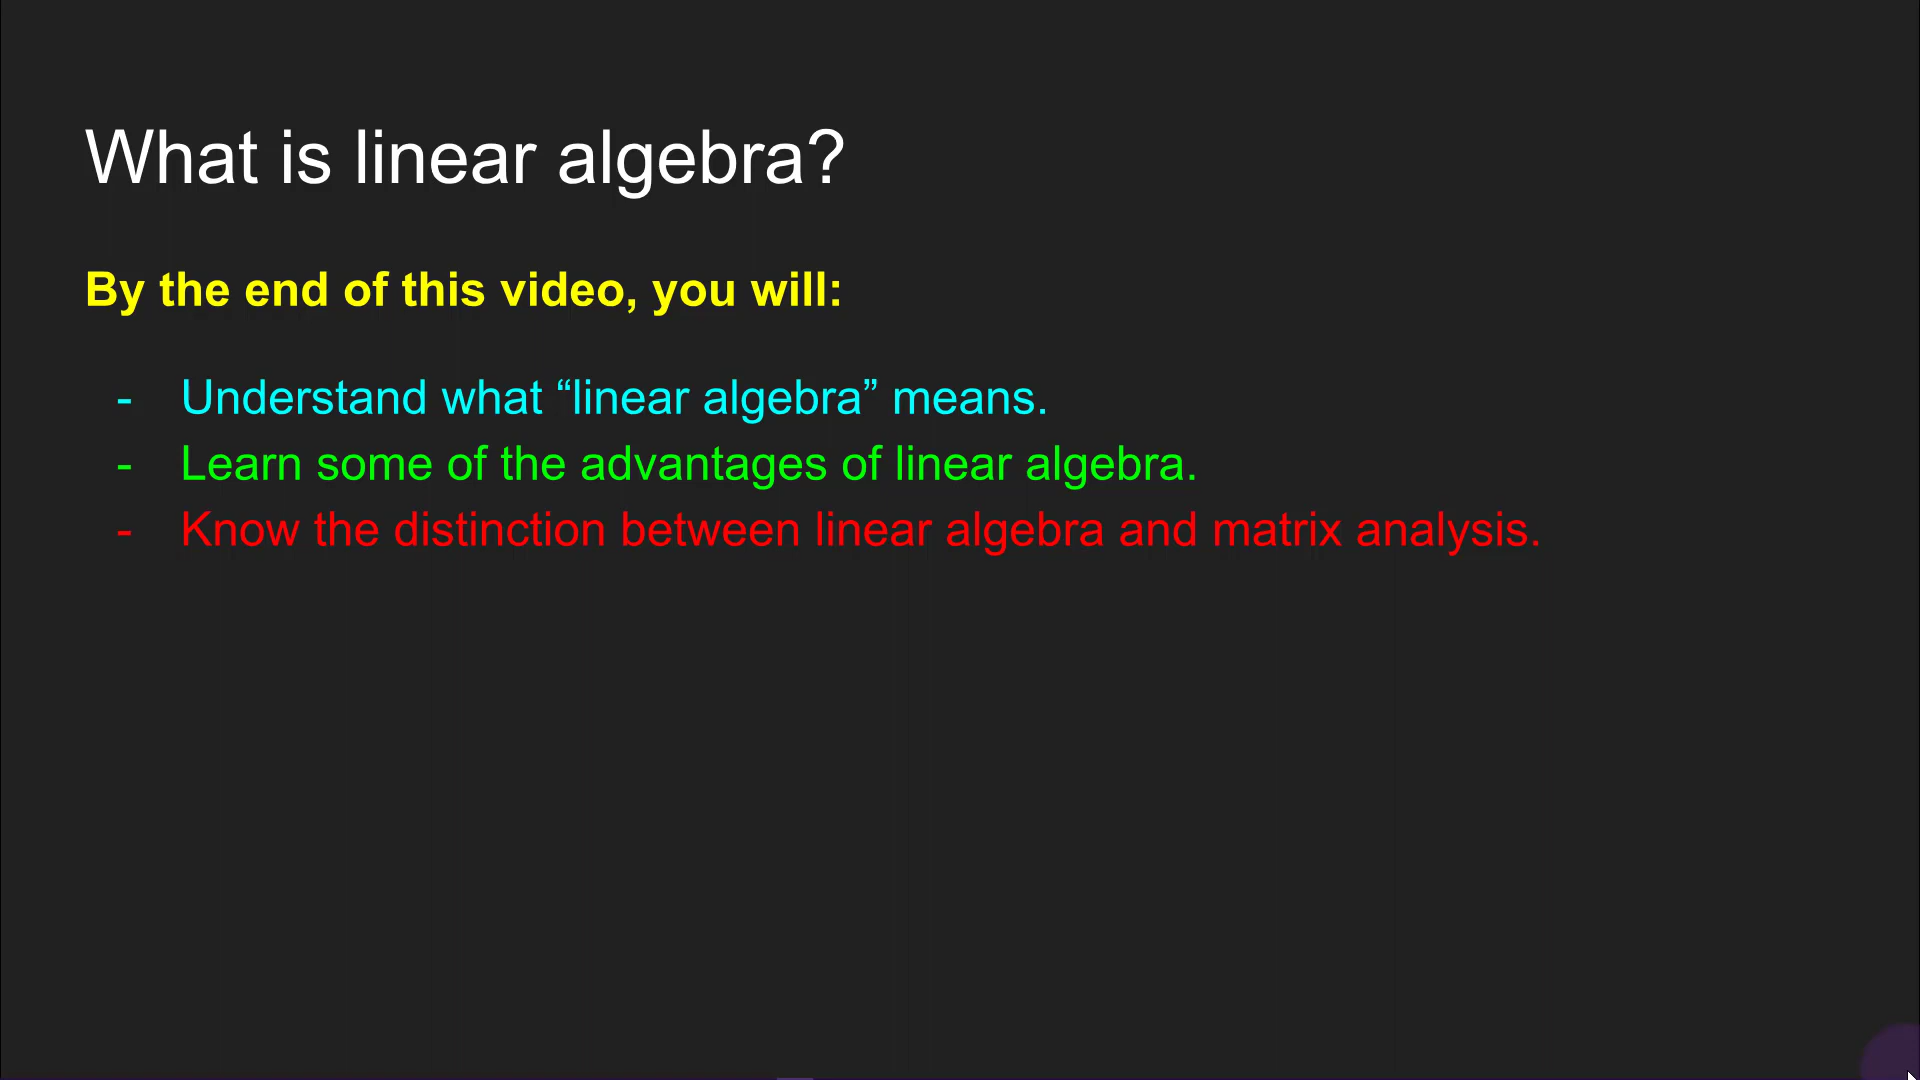 What is linear algebra?
By the end of this video, you will:
- Understand what “linear algebra” means.
- Learn some of the advantages of linear algebra.
- Know the distinction between linear algebra and matrix analysis.